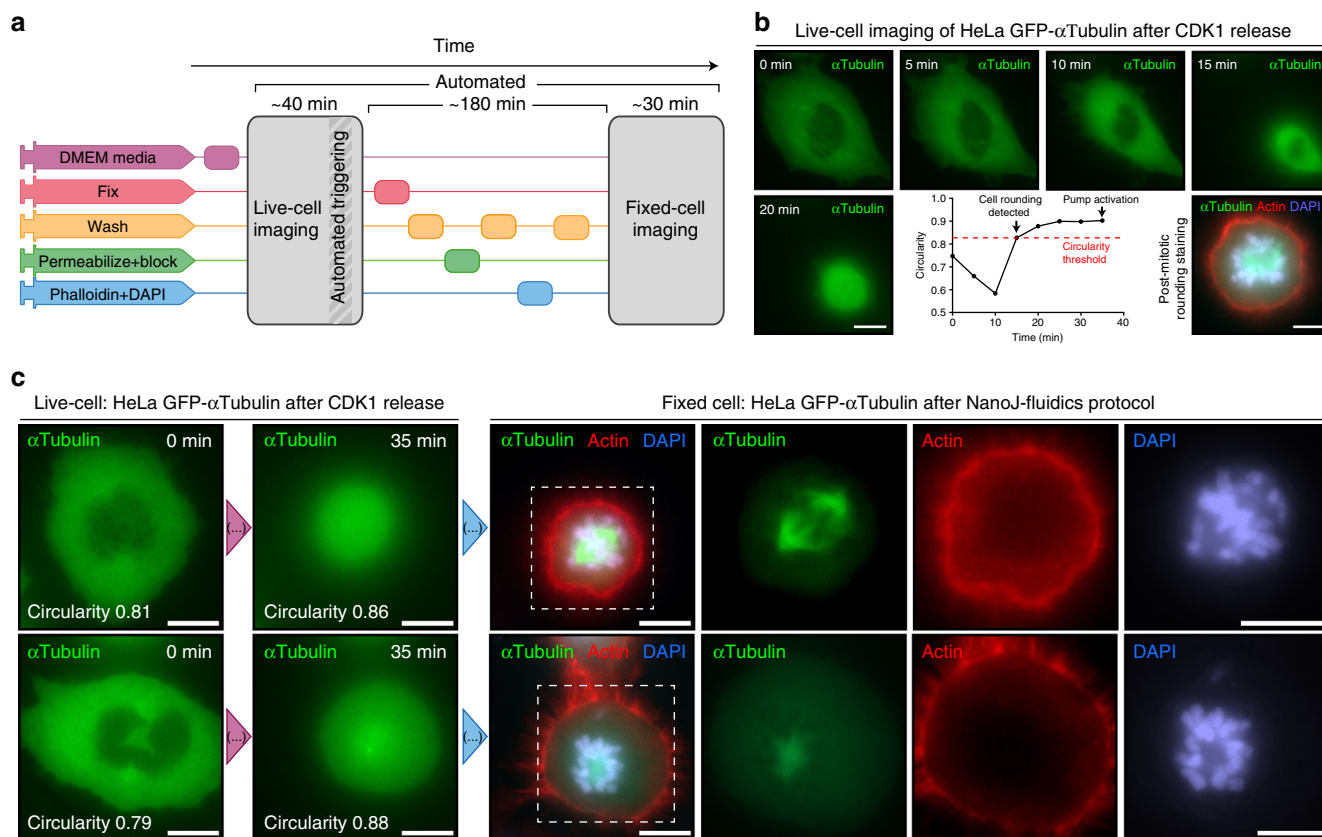 a
Time
Automated
~40 min
~180 min
~30 min
DMEM media
Fix
Wash
Permeabilize+block
Phalloidin+DAPI
Live-cell
imaging
Automated triggering
Fixed-cell
imaging
b
Live-cell imaging of HeLa GFP-αTubulin after CDK1 release
0 min αTubulin
5 min αTubulin
10 min αTubulin
15 min αTubulin
20 min αTubulin
Cell rounding
detected
Pump activation
Circularity
threshold
Circularity
1.0
0.9
0.8
0.7
0.6
0.5
0 10 20 30 40
Time (min)
Post-mitotic
rounding staining
αTubulin Actin DAPI
c
Live-cell: HeLa GFP-αTubulin after CDK1 release
Fixed cell: HeLa GFP-αTubulin after NanoJ-fluidics protocol
αTubulin 0 min
Circularity 0.81
(...)
αTubulin 35 min
Circularity 0.86
(...)
αTubulin Actin DAPI
αTubulin
Actin
DAPI
αTubulin 0 min
Circularity 0.79
(...)
αTubulin 35 min
Circularity 0.88
(...)
αTubulin Actin DAPI
αTubulin
Actin
DAPI